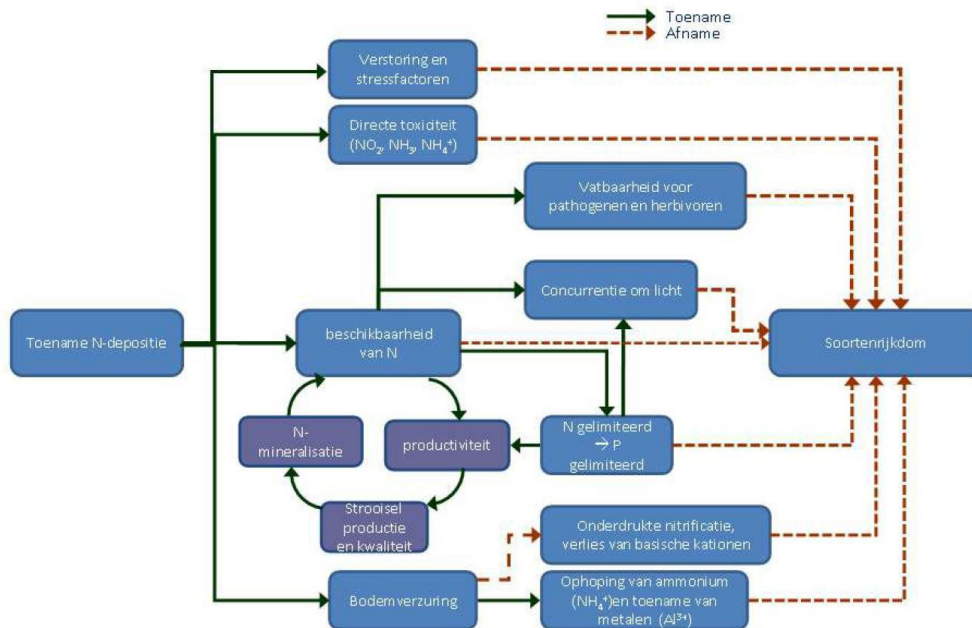 Toename
Afname
Verstoring en
stressfactoren
Directe toxiciteit
(NO₂, NH₃, NH₄⁺)
Vatbaarheid voor
pathogenen en herbivoren
Concurrentie om licht
Toename N-depositie
beschikbaarheid
van N
Soortenrijkdom
N-
mineralisatie
productiviteit
N gelimiteerd
→ P
gelimiteerd
Strooisel
productie
en kwaliteit
Onderdrukte nitrificatie,
verlies van basische kationen
Bodemverzuring
Ophoping van ammonium
(NH₄⁺)en toename van
metalen (Al³⁺)